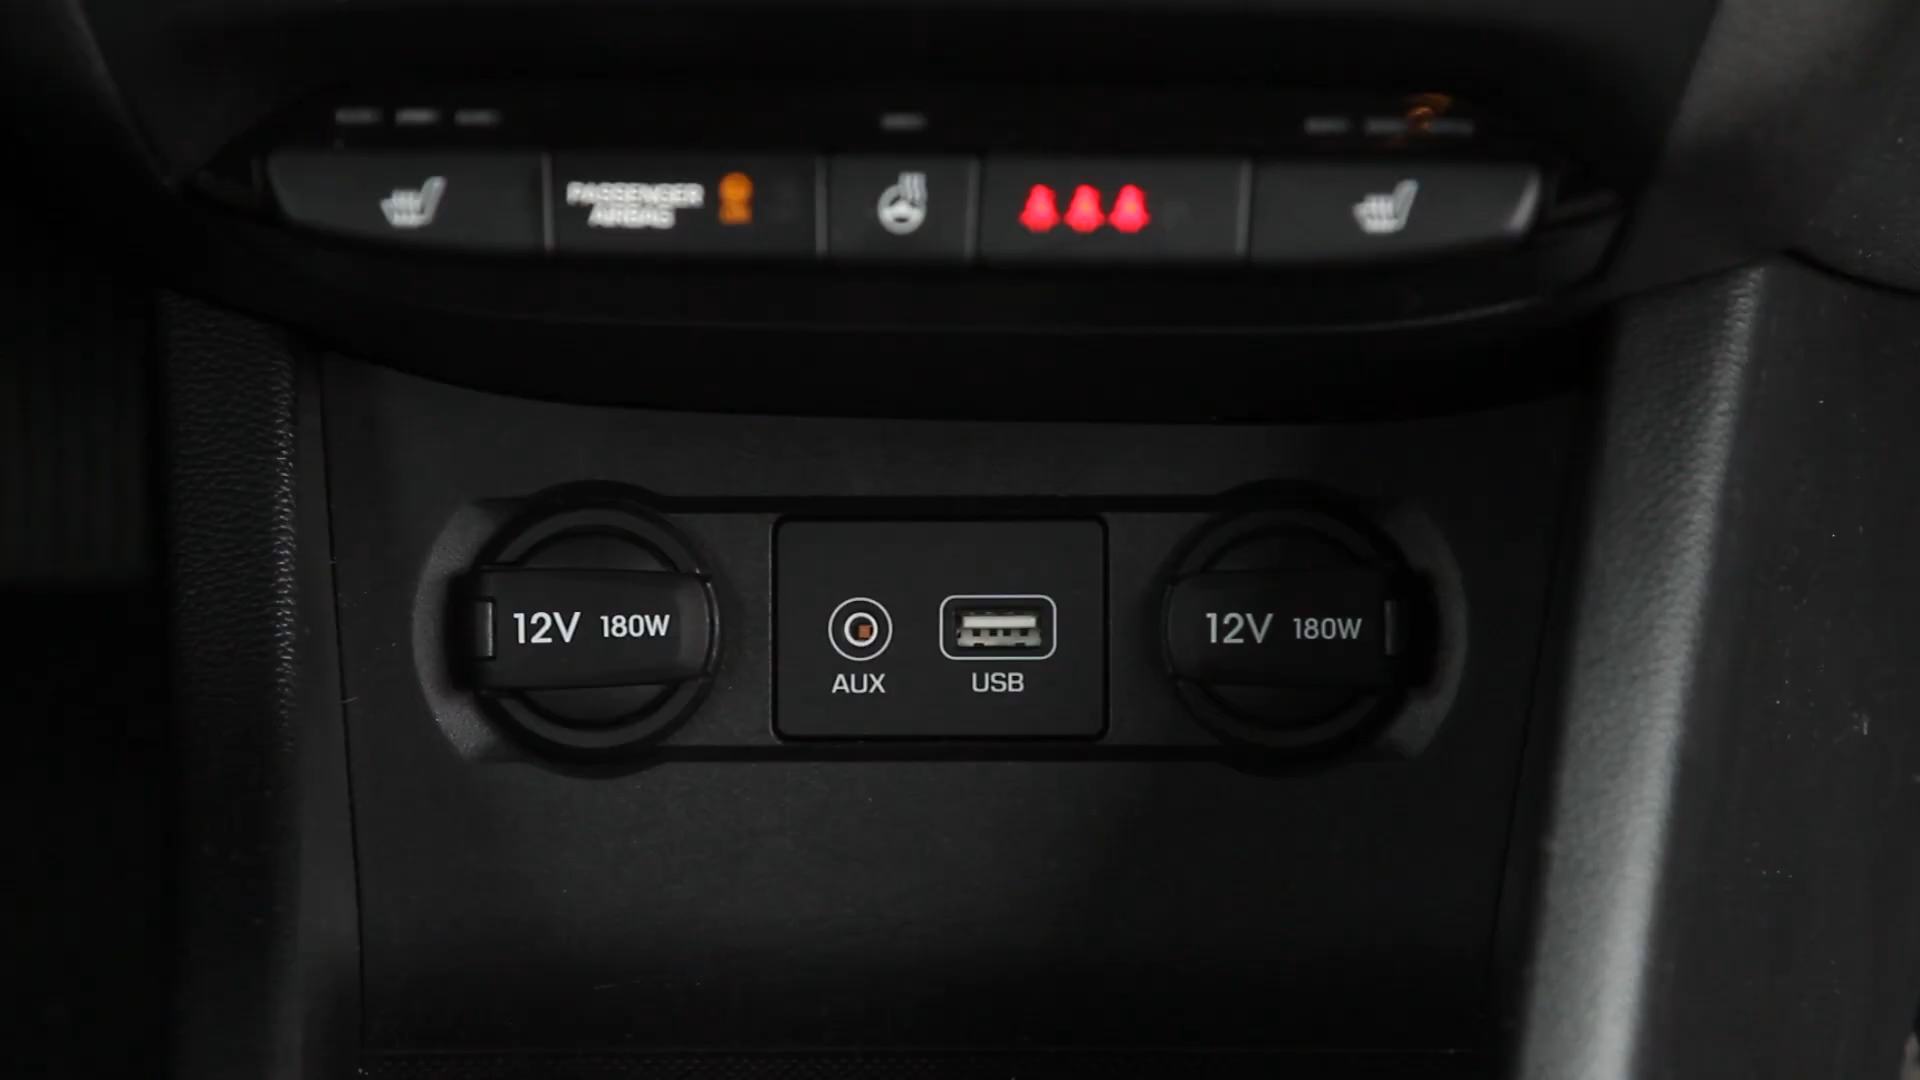 PASSENGER
AIRBAG
12V 180W
AUX
USB
12V 180W